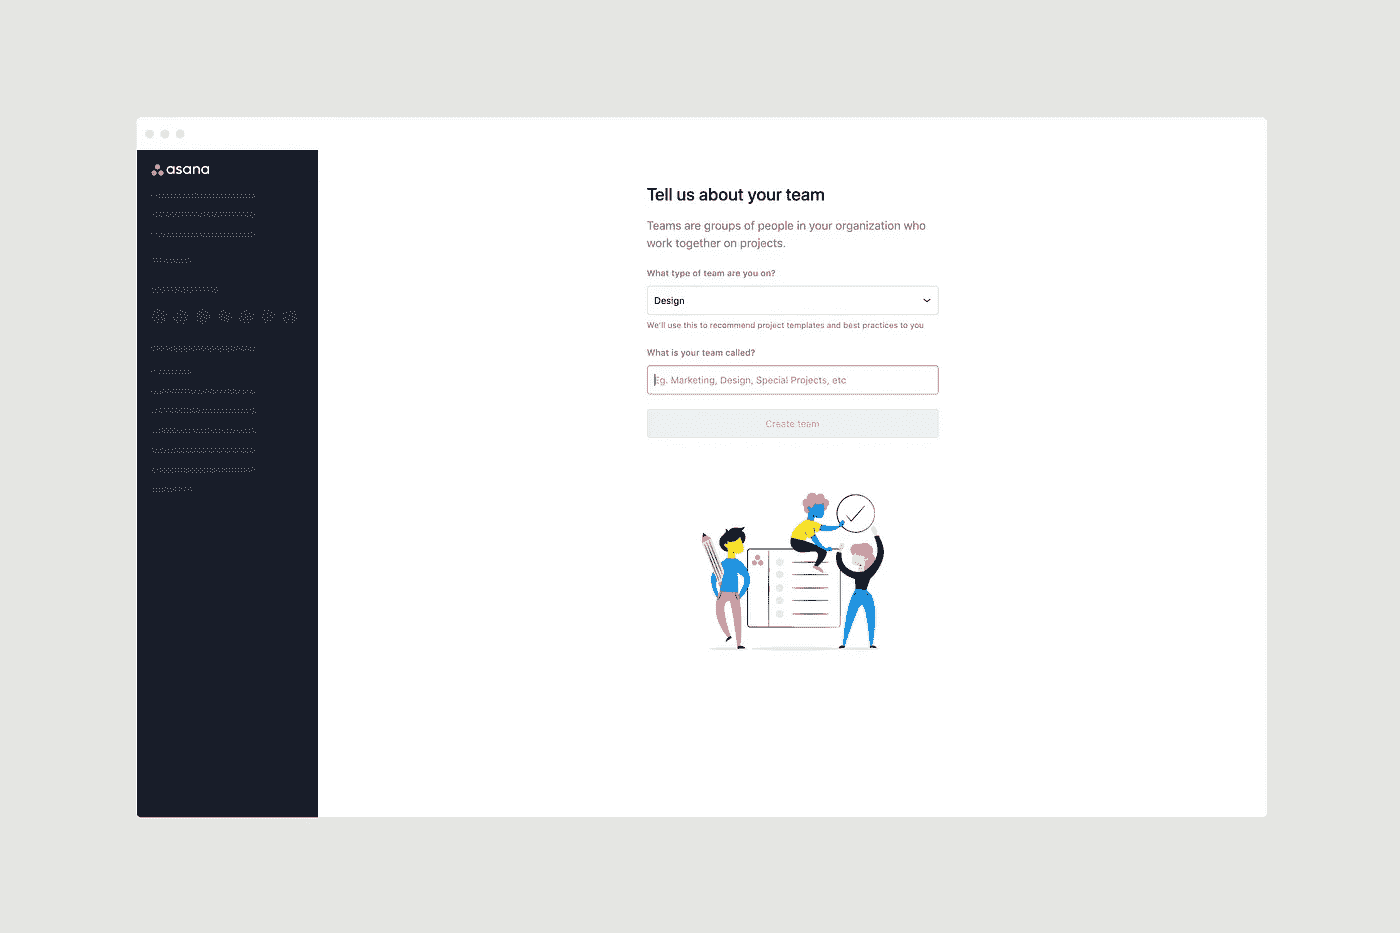 asana
Tell us about your team
Teams are groups of people in your organization who
work together on projects.
What type of team are you on?
Design
We'll use this to recommend project templates and best practices to you
What is your team called?
Eg. Marketing, Design, Special Projects, etc
Create team